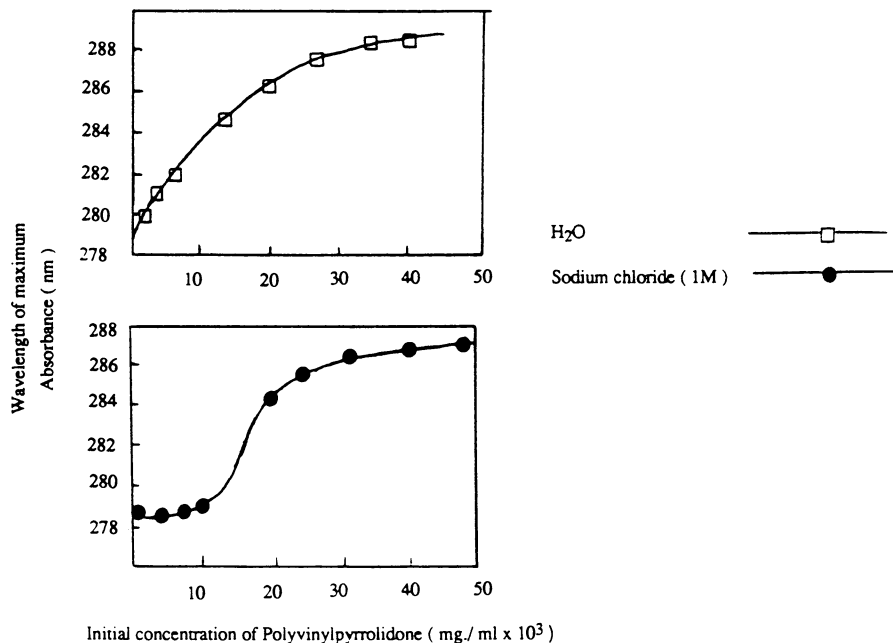 288
286
284
282
280
278
10 20 30 40 50
Wavelength of maximum
Absorbance ( nm )
H2O
Sodium chloride ( 1M )
288
286
284
282
280
278
10 20 30 40 50
Initial concentration of Polyvinylpyrrolidone ( mg./ ml x 10³ )